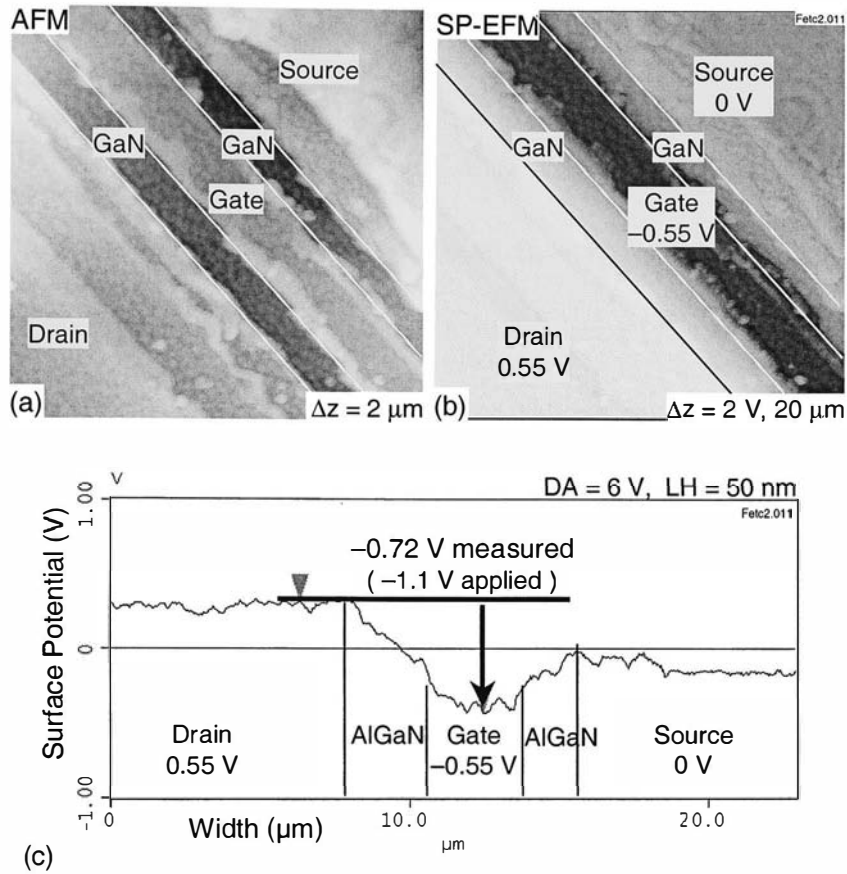 AFM
Source
GaN
GaN
Gate
Drain
(a)
Δz = 2 μm
SP-EFM
Fetc2.011
Source
0 V
GaN
GaN
Gate
−0.55 V
Drain
0.55 V
(b)
Δz = 2 V, 20 μm
V
DA = 6 V, LH = 50 nm
Fetc2.011
1.00
−0.72 V measured
( −1.1 V applied )
0
Surface Potential (V)
Drain
0.55 V
AlGaN
Gate
−0.55 V
AlGaN
Source
0 V
-1.00
0
Width (μm)
10.0
20.0
μm
(c)